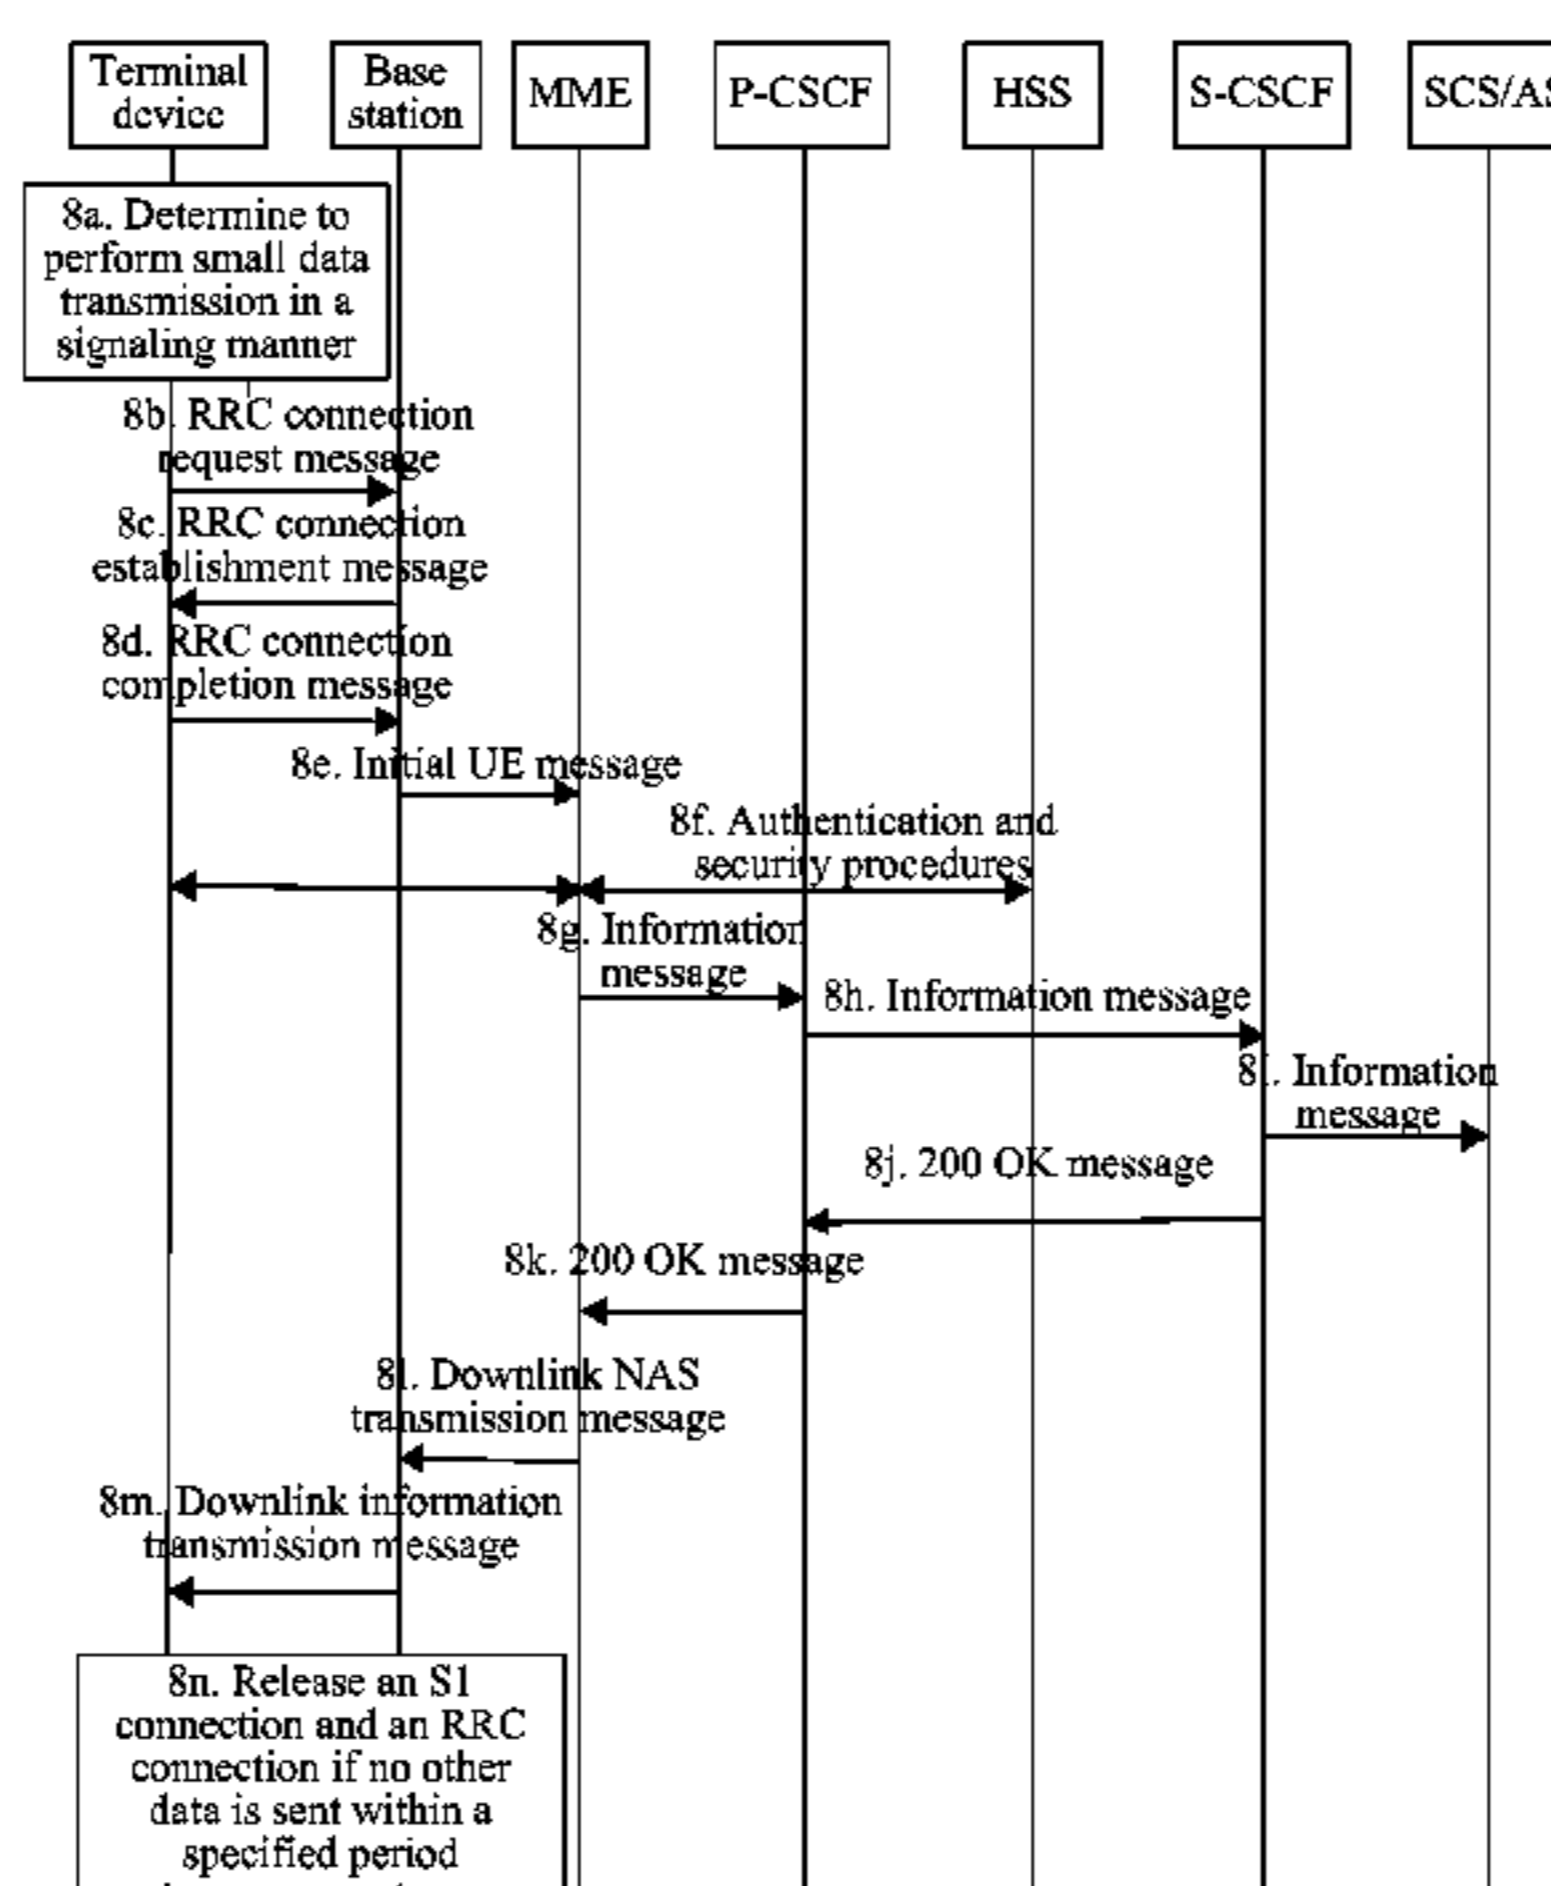 Terminal
device
Base
station
MME
P-CSCF
HSS
S-CSCF
SCS/AS
8a. Determine to
perform small data
transmission in a
signaling manner
8b. RRC connection
request message
8c. RRC connection
establishment message
8d. RRC connection
completion message
8e. Initial UE message
8f. Authentication and
security procedures
8g. Information
message
8h. Information message
8i. Information
message
8j. 200 OK message
8k. 200 OK message
8l. Downlink NAS
transmission message
8m. Downlink information
transmission message
8n. Release an S1
connection and an RRC
connection if no other
data is sent within a
specified period